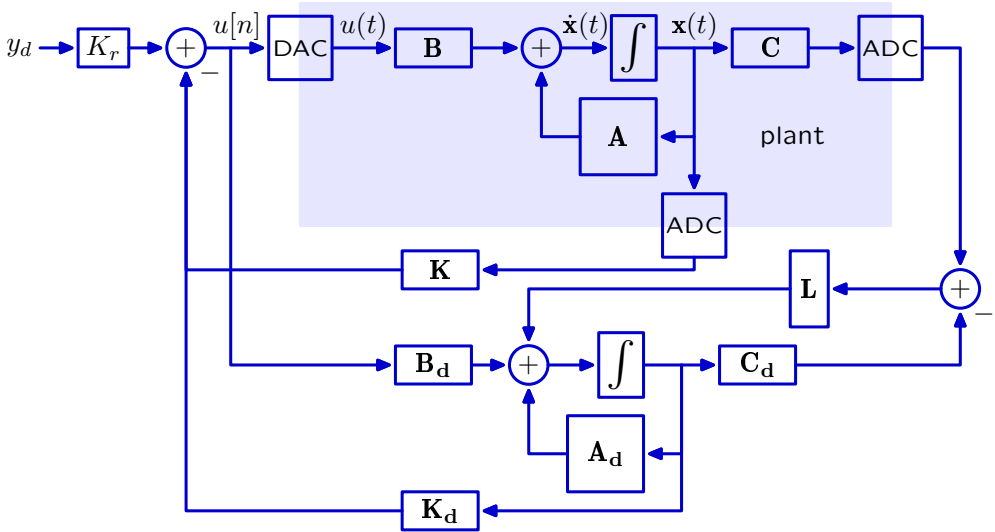 y_d
K_r
+
−
u[n]
DAC
u(t)
B
+
ẋ(t)
∫
x(t)
C
ADC
A
plant
ADC
K
L
+
−
B_d
+
∫
C_d
A_d
K_d